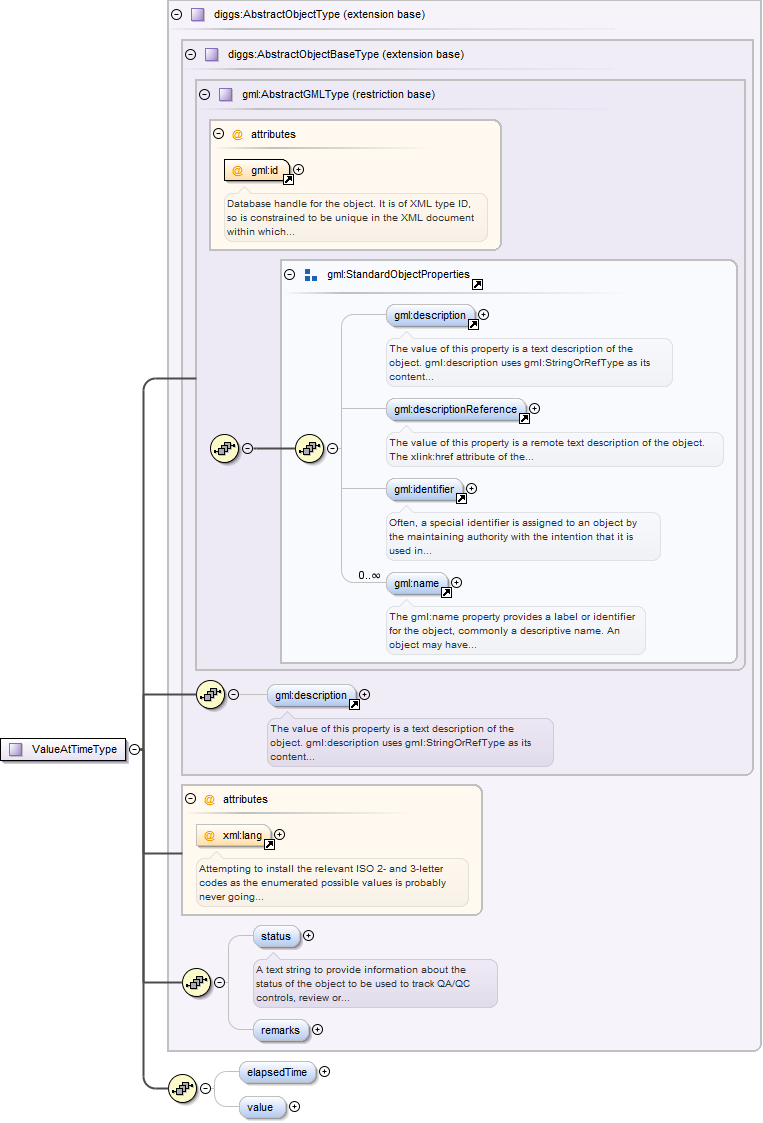 diggs:AbstractObjectType (extension base)
diggs:AbstractObjectBaseType (extension base)
gml:AbstractGMLType (restriction base)
@ attributes
@ gml:id
Database handle for the object. It is of XML type ID,
so is constrained to be unique in the XML document
within which...
gml:StandardObjectProperties
gml:description
The value of this property is a text description of the
object. gml:description uses gml:StringOrRefType as its
content...
gml:descriptionReference
The value of this property is a remote text description of the object.
The xlink:href attribute of the...
gml:identifier
Often, a special identifier is assigned to an object by
the maintaining authority with the intention that it is
used in...
0..∞
gml:name
The gml:name property provides a label or identifier
for the object, commonly a descriptive name. An
object may have...
gml:description
The value of this property is a text description of the
object. gml:description uses gml:StringOrRefType as its
content...
ValueAtTimeType
@ attributes
@ xml:lang
Attempting to install the relevant ISO 2- and 3-letter
codes as the enumerated possible values is probably
never going...
status
A text string to provide information about the
status of the object to be used to track QA/QC
controls, review or...
remarks
elapsedTime
value